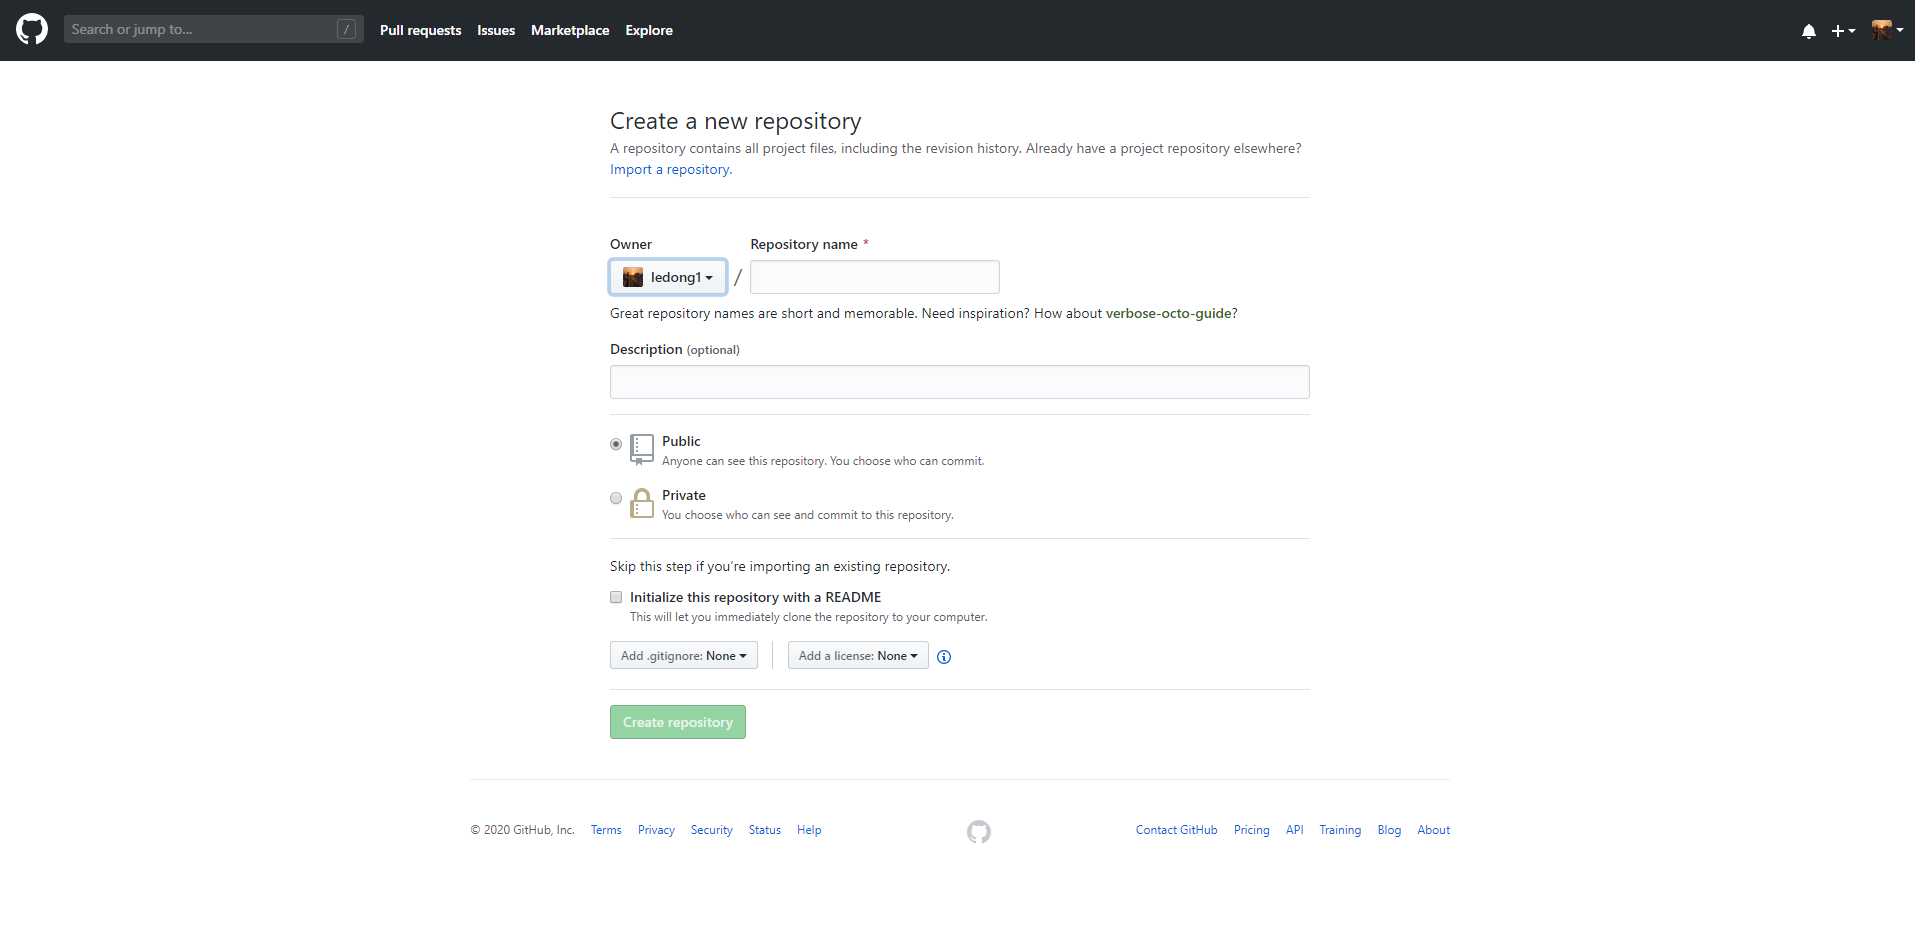 Search or jump to... / Pull requests Issues Marketplace Explore
Create a new repository
A repository contains all project files, including the revision history. Already have a project repository elsewhere?
Import a repository.
Owner Repository name *
ledong1 / 
Great repository names are short and memorable. Need inspiration? How about verbose-octo-guide?
Description (optional)
Public
Anyone can see this repository. You choose who can commit.
Private
You choose who can see and commit to this repository.
Skip this step if you’re importing an existing repository.
Initialize this repository with a README
This will let you immediately clone the repository to your computer.
Add .gitignore: None Add a license: None
Create repository
© 2020 GitHub, Inc. Terms Privacy Security Status Help Contact GitHub Pricing API Training Blog About